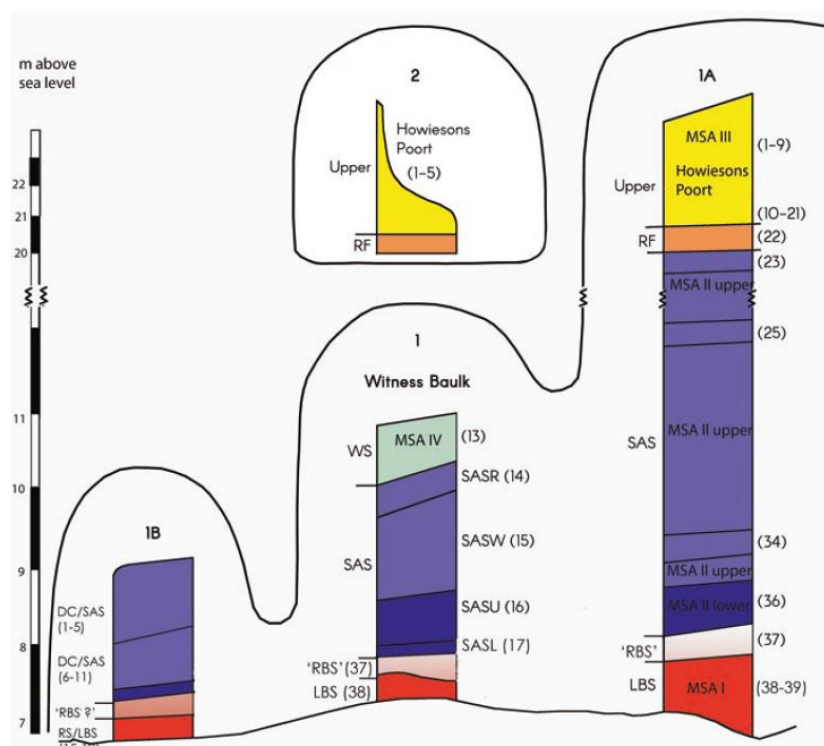 m above
sea level
22
21
20
11
10
9
8
7
2
Howiesons
Poort
(1-5)
Upper
RF
1A
MSA III
(1-9)
Howiesons
Poort
Upper
(10-21)
RF
(22)
(23)
MSA II upper
(25)
MSA II upper
SAS
(34)
MSA II upper
MSA II lower
(36)
'RBS'
(37)
LBS
MSA I
(38-39)
1
Witness Baulk
MSA IV
(13)
WS
SASR (14)
SASW (15)
SAS
SASU (16)
SASL (17)
'RBS' (37)
LBS (38)
1B
DC/SAS
(1-5)
DC/SAS
(6-11)
'RBS ?'
RS/LBS